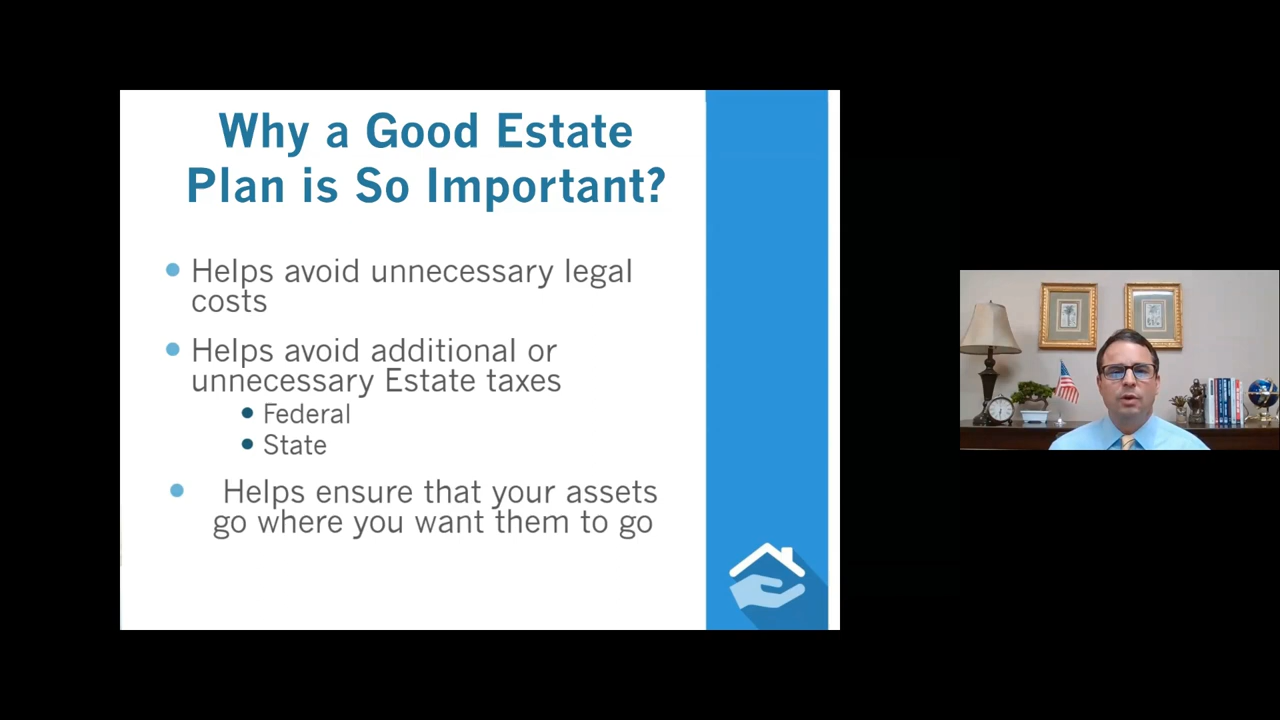 Why a Good Estate
Plan is So Important?
Helps avoid unnecessary legal
costs
Helps avoid additional or
unnecessary Estate taxes
Federal
State
Helps ensure that your assets
go where you want them to go